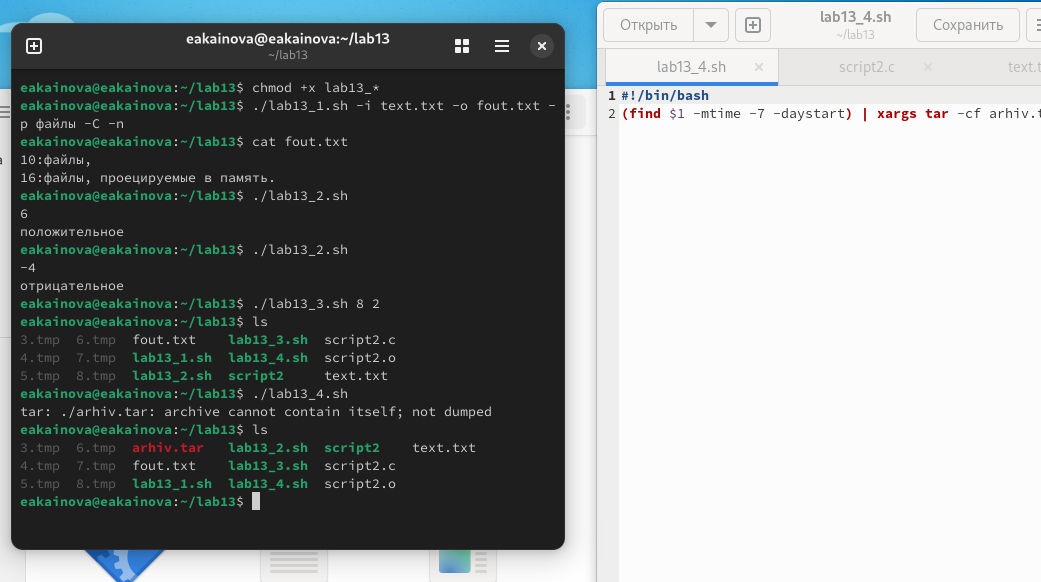 eakainova@eakainova:~/lab13
~/lab13
eakainova@eakainova:~/lab13$ chmod +x lab13_*
eakainova@eakainova:~/lab13$ ./lab13_1.sh -i text.txt -o fout.txt -
p файлы -C -n
eakainova@eakainova:~/lab13$ cat fout.txt
10:файлы,
16:файлы, проецируемые в память.
eakainova@eakainova:~/lab13$ ./lab13_2.sh
6
положительное
eakainova@eakainova:~/lab13$ ./lab13_2.sh
-4
отрицательное
eakainova@eakainova:~/lab13$ ./lab13_3.sh 8 2
eakainova@eakainova:~/lab13$ ls
3.tmp 6.tmp fout.txt lab13_3.sh script2.c
4.tmp 7.tmp lab13_1.sh lab13_4.sh script2.o
5.tmp 8.tmp lab13_2.sh script2 text.txt
eakainova@eakainova:~/lab13$ ./lab13_4.sh
tar: ./arhiv.tar: archive cannot contain itself; not dumped
eakainova@eakainova:~/lab13$ ls
3.tmp 6.tmp arhiv.tar lab13_2.sh script2 text.txt
4.tmp 7.tmp fout.txt lab13_3.sh script2.c
5.tmp 8.tmp lab13_1.sh lab13_4.sh script2.o
eakainova@eakainova:~/lab13$
Открыть
lab13_4.sh
~/lab13
Сохранить
lab13_4.sh script2.c text.t
1 #!/bin/bash
2 (find $1 -mtime -7 -daystart) | xargs tar -cf arhiv.t